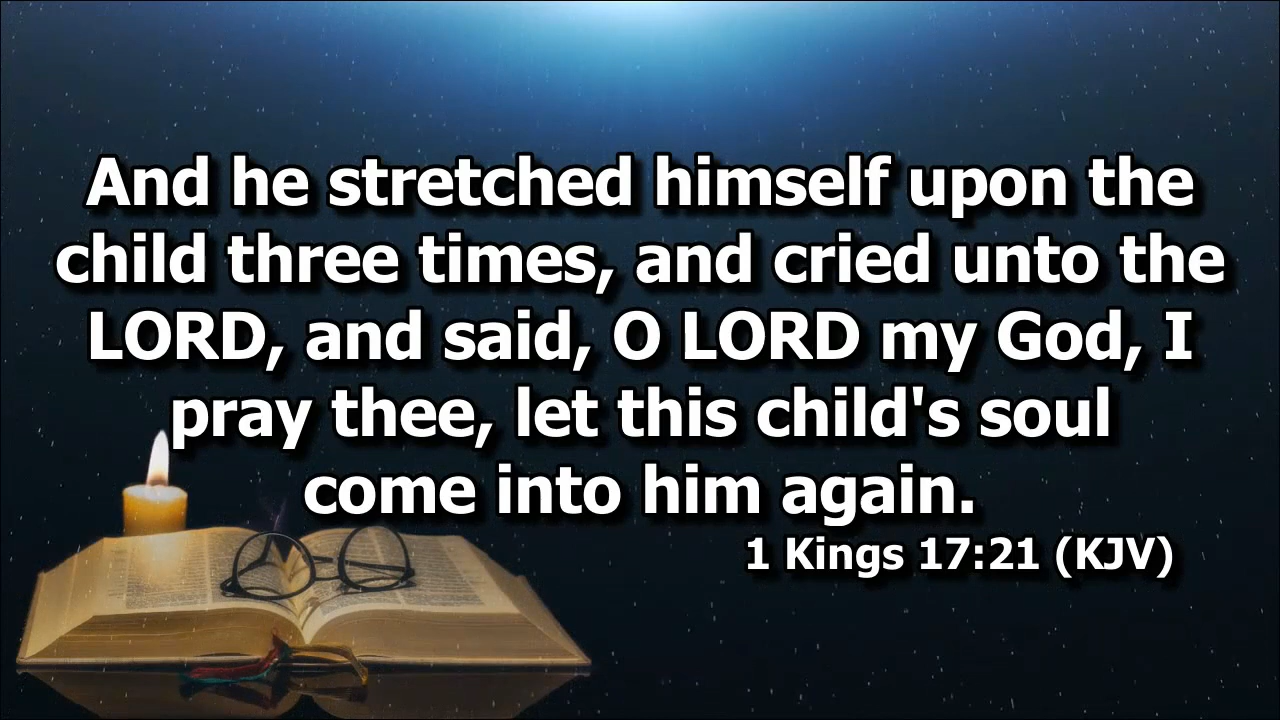 And he stretched himself upon the
child three times, and cried unto the
LORD, and said, O LORD my God, I
pray thee, let this child's soul
come into him again.
1 Kings 17:21 (KJV)